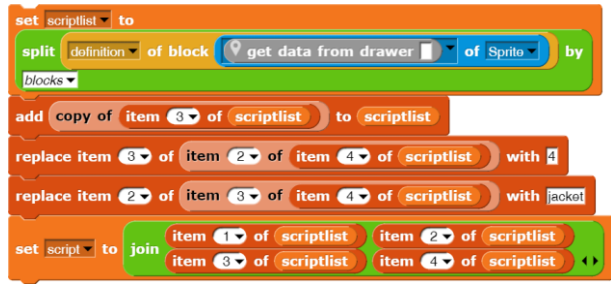 set scriptlist to
split definition of block get data from drawer of Sprite by
blocks
add copy of item 3 of scriptlist to scriptlist
replace item 3 of item 2 of item 4 of scriptlist with 4
replace item 2 of item 3 of item 4 of scriptlist with jacket
item 1 of scriptlist item 2 of scriptlist
set script to join
item 3 of scriptlist item 4 of scriptlist